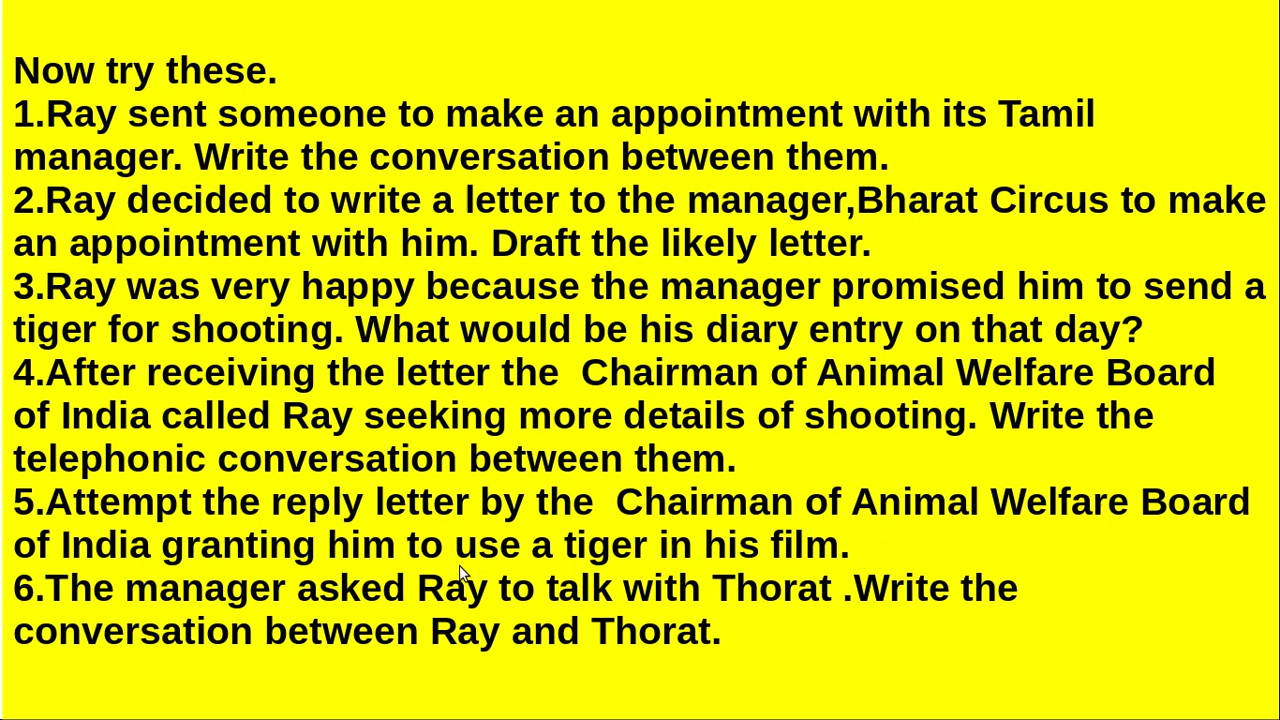 Now try these.
1.Ray sent someone to make an appointment with its Tamil
manager. Write the conversation between them.
2.Ray decided to write a letter to the manager,Bharat Circus to make
an appointment with him. Draft the likely letter.
3.Ray was very happy because the manager promised him to send a
tiger for shooting. What would be his diary entry on that day?
4.After receiving the letter the  Chairman of Animal Welfare Board
of India called Ray seeking more details of shooting. Write the
telephonic conversation between them.
5.Attempt the reply letter by the  Chairman of Animal Welfare Board
of India granting him to use a tiger in his film.
6.The manager asked Ray to talk with Thorat .Write the
conversation between Ray and Thorat.